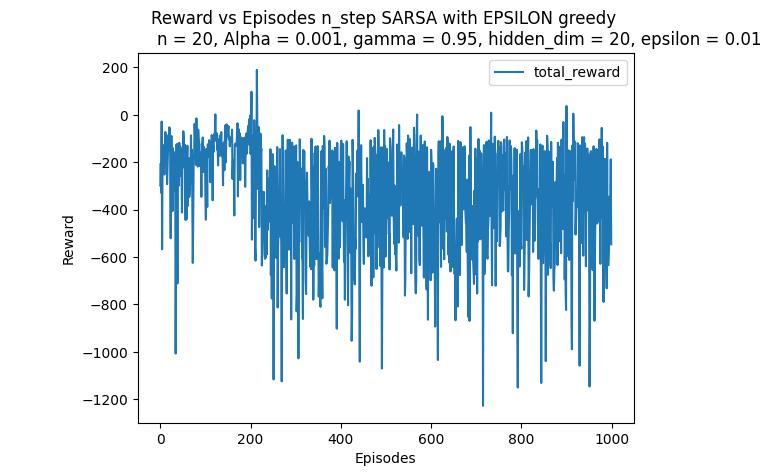 Reward vs Episodes n_step SARSA with EPSILON greedy
n = 20, Alpha = 0.001, gamma = 0.95, hidden_dim = 20, epsilon = 0.01
total_reward
200
0
−200
−400
−600
−800
−1000
−1200
Reward
0 200 400 600 800 1000
Episodes